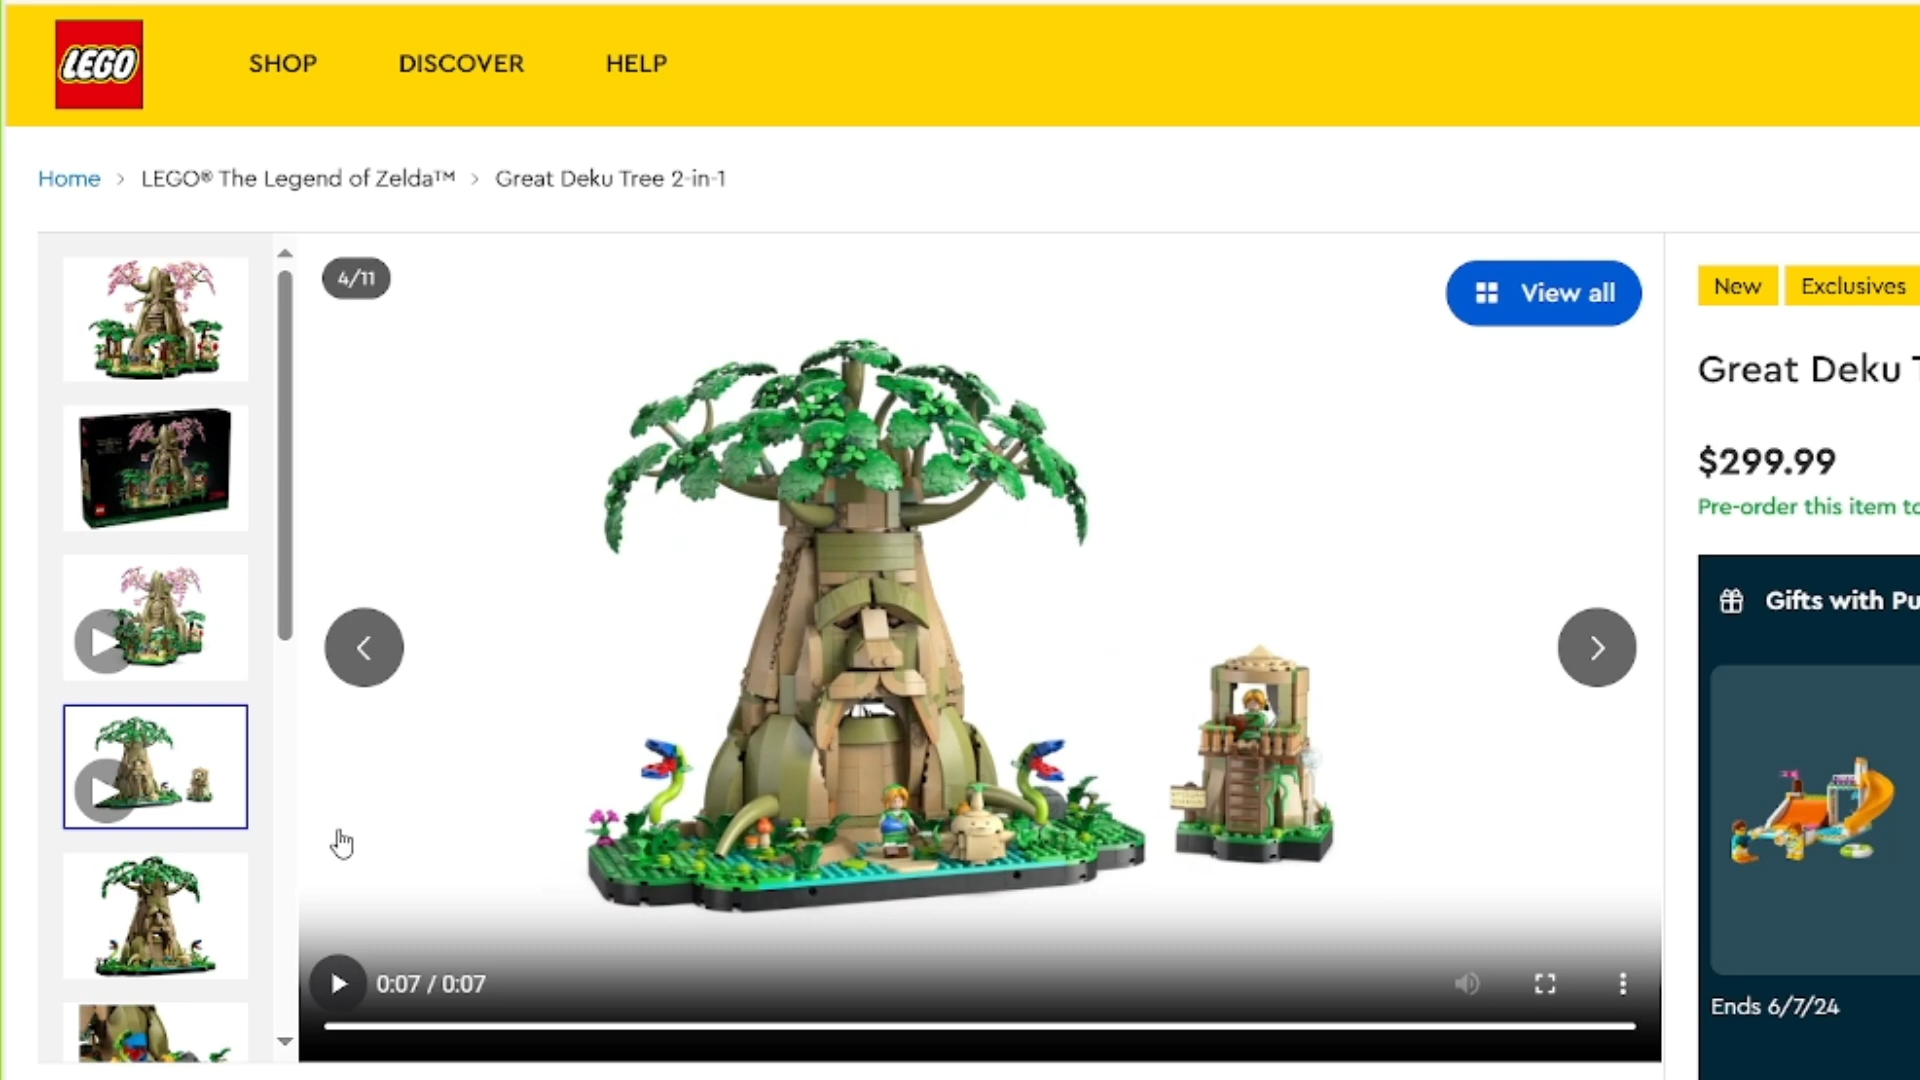 LEGO
SHOP
DISCOVER
HELP
Home > LEGO® The Legend of Zelda™ > Great Deku Tree 2-in-1
4/11
View all
New
Exclusives
Great Deku
$299.99
Pre-order this item to
Gifts with Pu
0:07 / 0:07
Ends 6/7/24